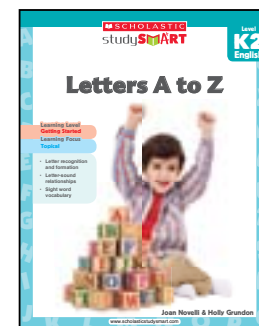 SCHOLASTIC
studySMART
Level
K2
English
Letters A to Z
Learning Level
Getting Started
Learning Focus
Topical
• Letter recognition
and formation
• Letter-sound
relationships
• Sight word
vocabulary
Joan Novelli & Holly Grundon
www.scholasticstudysmart.com